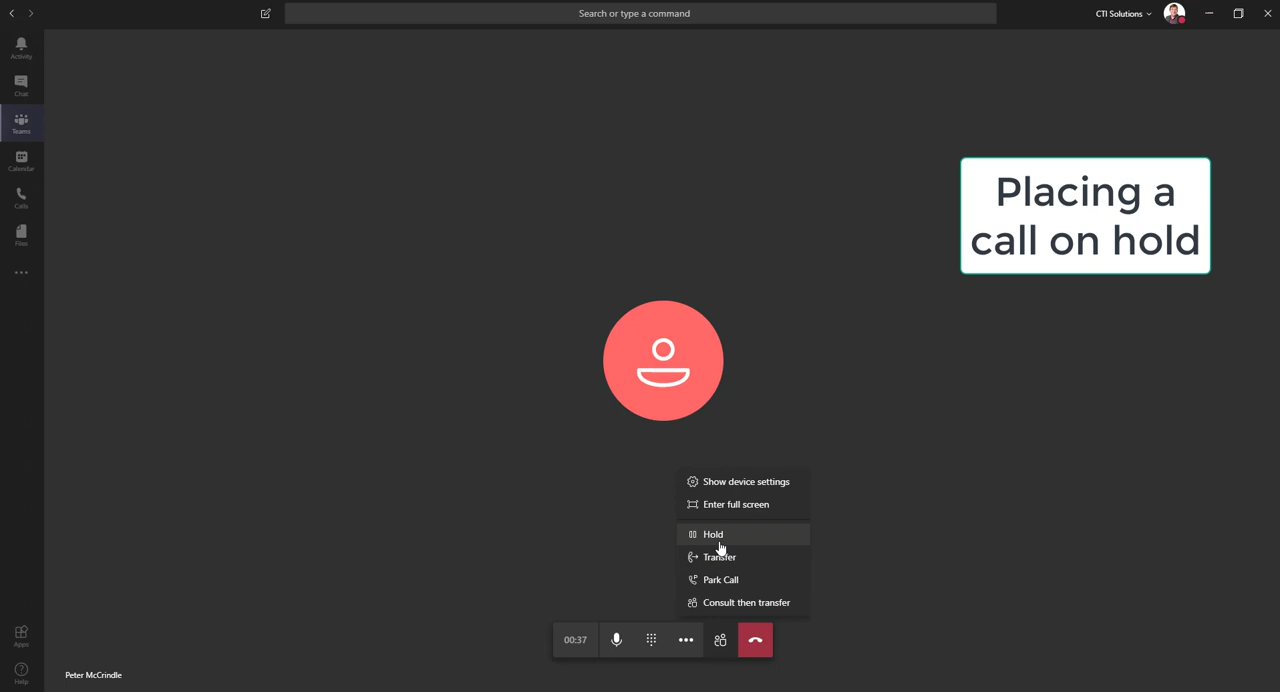 Search or type a command
CTI Solutions
Activity
Chat
Teams
Calendar
Calls
Files
Placing a
call on hold
Show device settings
Enter full screen
Hold
Transfer
Park Call
Consult then transfer
00:37
Apps
Help
Peter McCrindle